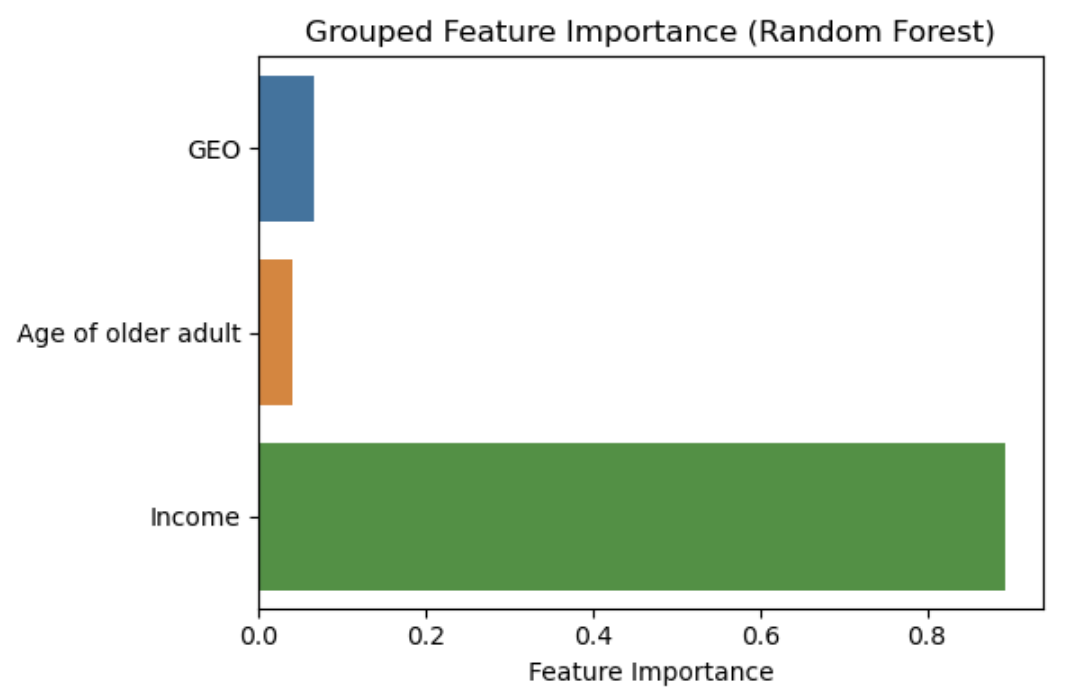 Grouped Feature Importance (Random Forest)
GEO
Age of older adult
Income
0.0 0.2 0.4 0.6 0.8
Feature Importance